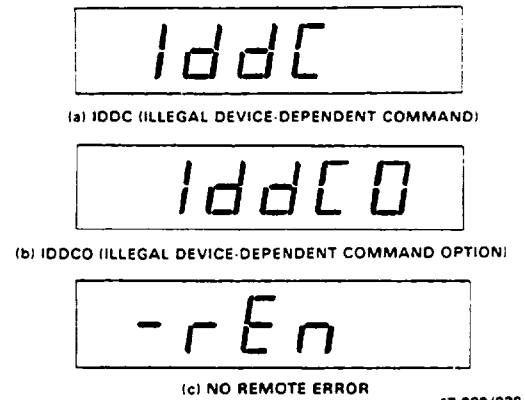 IddC
(a) IDDC (ILLEGAL DEVICE-DEPENDENT COMMAND)
IddCO
(b) IDDCO (ILLEGAL DEVICE-DEPENDENT COMMAND OPTION)
-rEn
(c) NO REMOTE ERROR